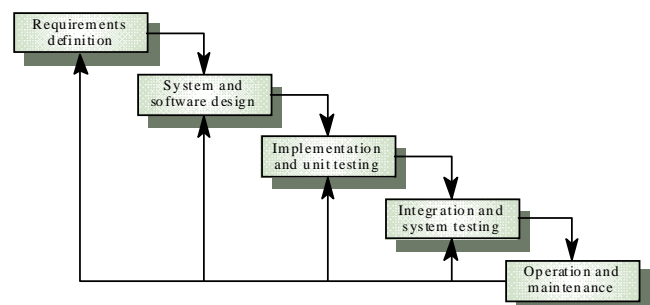 Requirements
definition
System and
software design
Implementation
and unit testing
Integration and
system testing
Operation and
maintenance